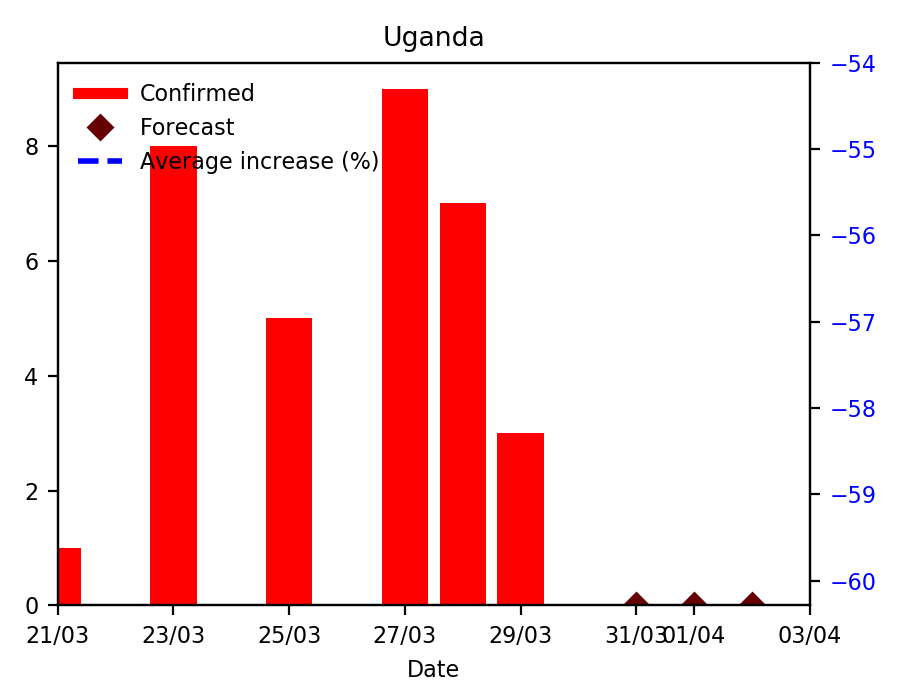 Uganda
Confirmed
Forecast
Average increase (%)
8
6
4
2
0
−54
−55
−56
−57
−58
−59
−60
21/03 23/03 25/03 27/03 29/03 31/03 01/04 03/04
Date